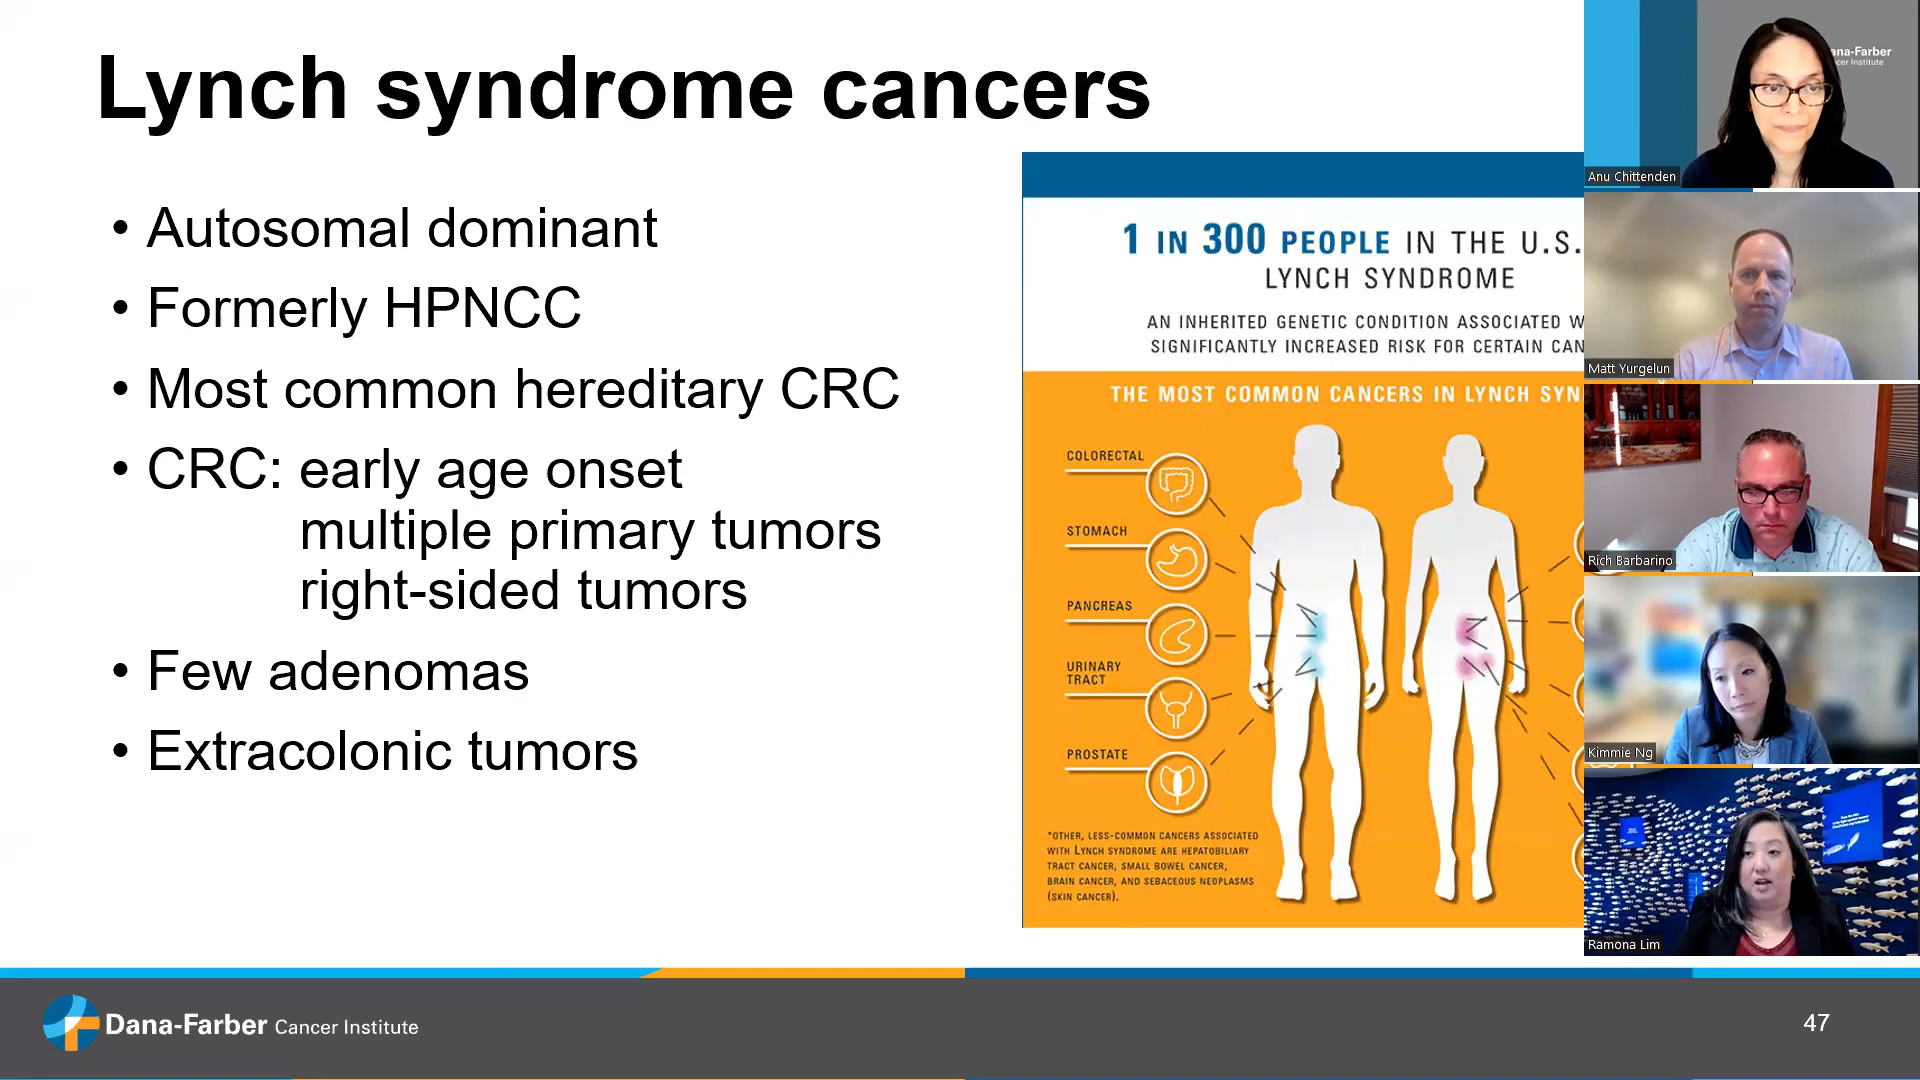 Lynch syndrome cancers
• Autosomal dominant
• Formerly HPNCC
• Most common hereditary CRC
• CRC: early age onset
multiple primary tumors
right-sided tumors
• Few adenomas
• Extracolonic tumors
1 IN 300 PEOPLE IN THE U.S.
LYNCH SYNDROME
AN INHERITED GENETIC CONDITION ASSOCIATED W
SIGNIFICANTLY INCREASED RISK FOR CERTAIN CAN
THE MOST COMMON CANCERS IN LYNCH SYN
COLORECTAL
STOMACH
PANCREAS
URINARY
TRACT
PROSTATE
*OTHER, LESS-COMMON CANCERS ASSOCIATED
WITH LYNCH SYNDROME ARE HEPATOBILIARY
TRACT CANCER, SMALL BOWEL CANCER,
BRAIN CANCER, AND SEBACEOUS NEOPLASMS
(SKIN CANCER).
ana-Farber
cer Institute
Anu Chittenden
Matt Yurgelun
Rich Barbarino
Kimmie Ng
Ramona Lim
Dana-Farber Cancer Institute
47